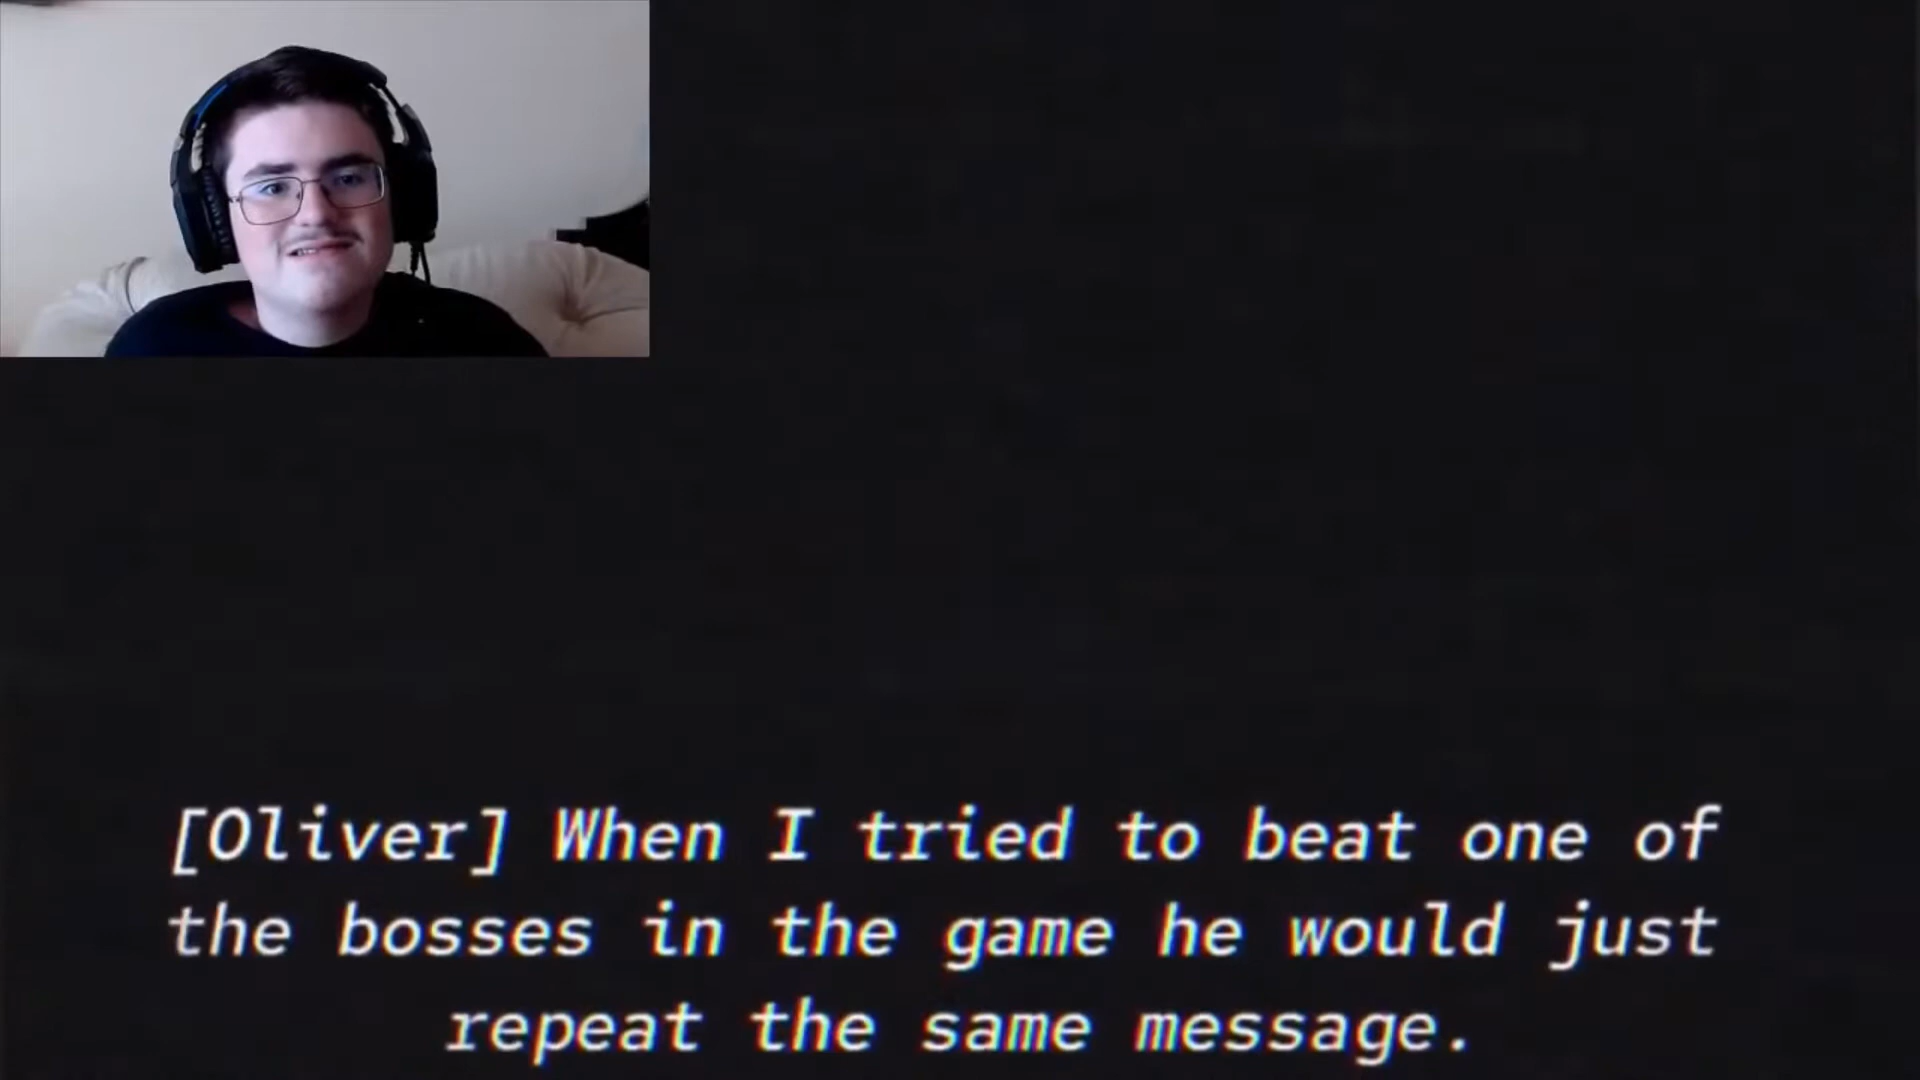 [Oliver] When I tried to beat one of
the bosses in the game he would just
repeat the same message.